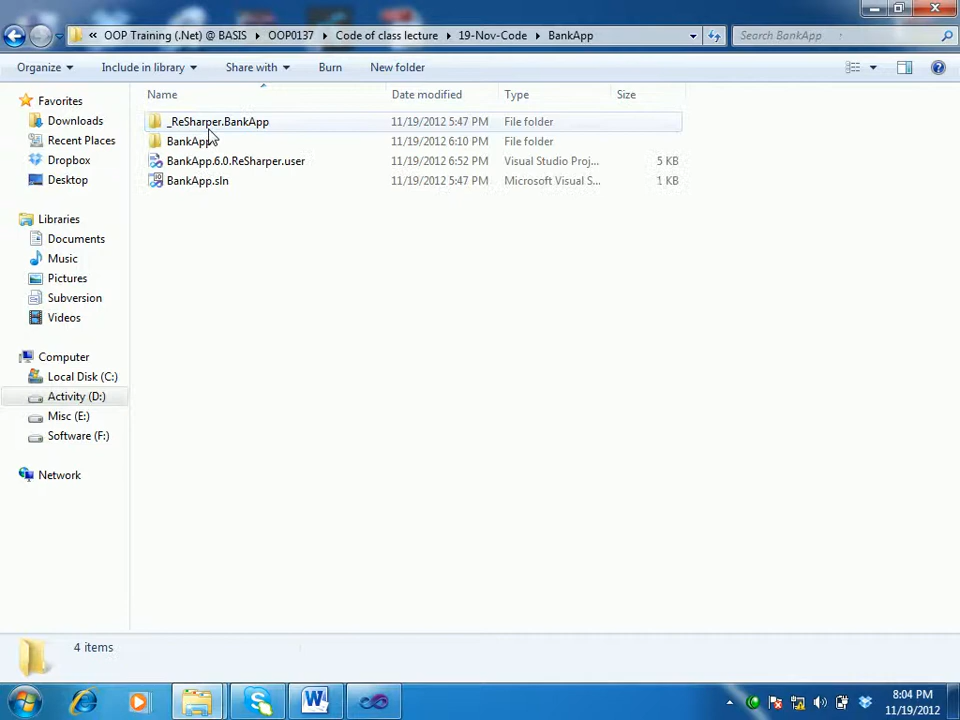 « OOP Training (.Net) @ BASIS OOP0137 Code of class lecture 19-Nov-Code BankApp Search BankApp
Organize Include in library Share with Burn New folder
Name Date modified Type Size
Favorites
Downloads
Recent Places
Dropbox
Desktop
Libraries
Documents
Music
Pictures
Subversion
Videos
Computer
Local Disk (C:)
Activity (D:)
Misc (E:)
Software (F:)
Network
_ReSharper.BankApp 11/19/2012 5:47 PM File folder
BankApp 11/19/2012 6:10 PM File folder
BankApp.6.0.ReSharper.user 11/19/2012 6:52 PM Visual Studio Proj... 5 KB
BankApp.sln 11/19/2012 5:47 PM Microsoft Visual S... 1 KB
4 items
8:04 PM
11/19/2012